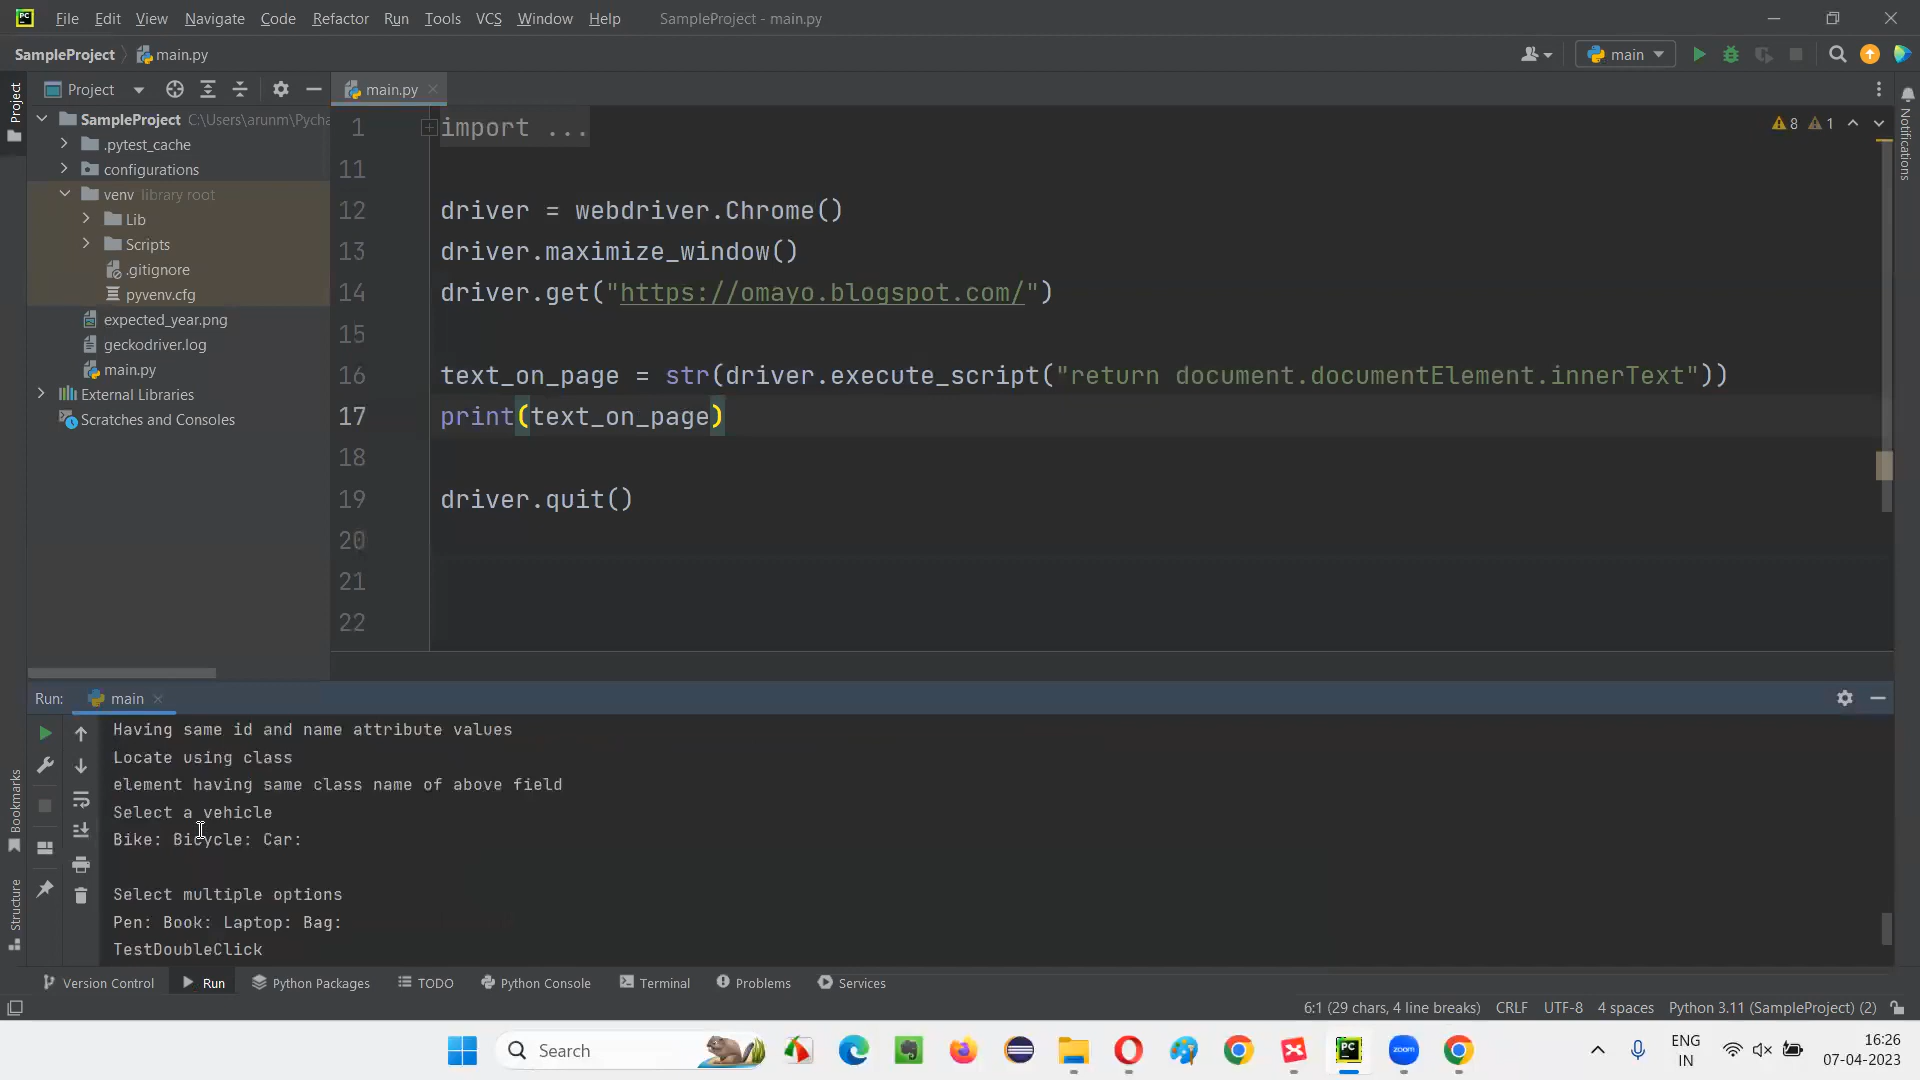 File Edit View Navigate Code Refactor Run Tools VCS Window Help SampleProject - main.py
SampleProject main.py main
Project
Project
main.py
Notifications
SampleProject C:\Users\arunm\Pycha
.pytest_cache
configurations
venv library root
Lib
Scripts
.gitignore
pyvenv.cfg
expected_year.png
geckodriver.log
main.py
External Libraries
Scratches and Consoles
8 1
1 import ...
11
12 driver = webdriver.Chrome()
13 driver.maximize_window()
14 driver.get("https://omayo.blogspot.com/")
15
16 text_on_page = str(driver.execute_script("return document.documentElement.innerText"))
17 print(text_on_page)
18
19 driver.quit()
20
21
22
Run: main
Having same id and name attribute values
Locate using class
element having same class name of above field
Select a vehicle
Bike: Bicycle: Car:
Select multiple options
Pen: Book: Laptop: Bag:
TestDoubleClick
Bookmarks
Structure
Version Control Run Python Packages TODO Python Console Terminal Problems Services
6:1 (29 chars, 4 line breaks) CRLF UTF-8 4 spaces Python 3.11 (SampleProject) (2)
PC
Search
PC
zoom
ENG
IN
16:26
07-04-2023